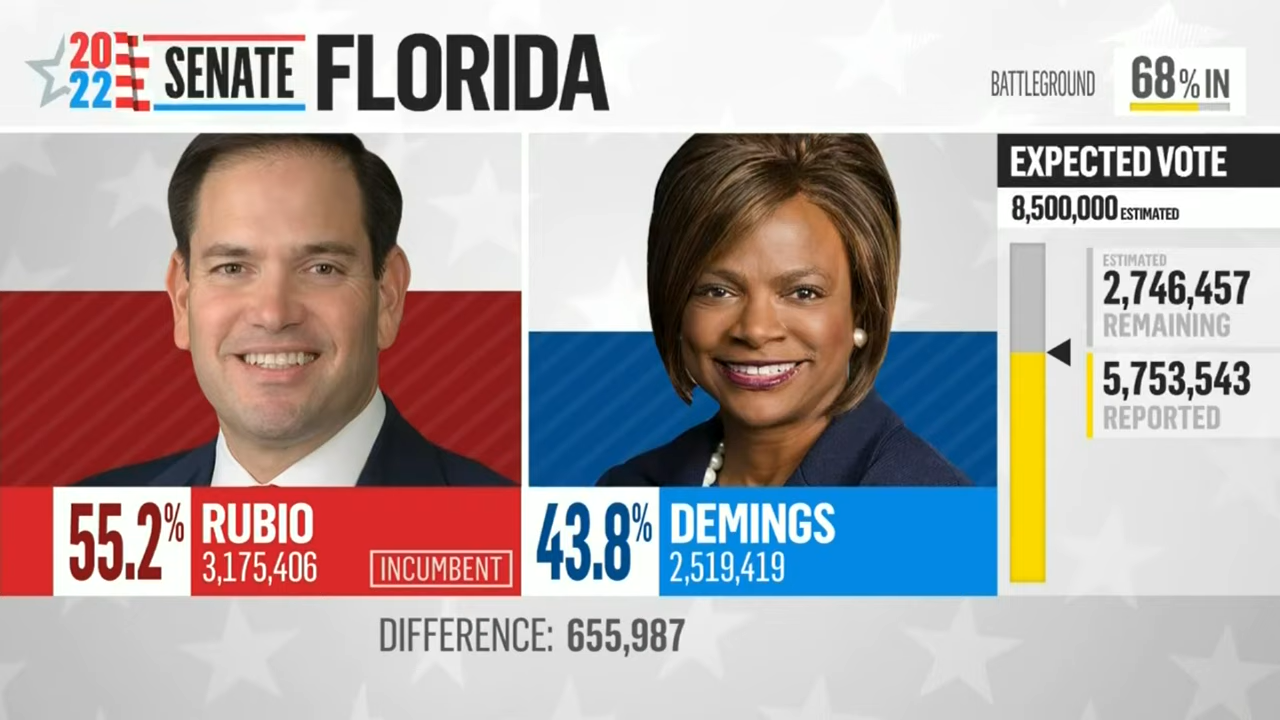 2022 SENATE FLORIDA
BATTLEGROUND 68% IN
EXPECTED VOTE
8,500,000 ESTIMATED
ESTIMATED
2,746,457
REMAINING
5,753,543
REPORTED
55.2% RUBIO
3,175,406 INCUMBENT
43.8% DEMINGS
2,519,419
DIFFERENCE: 655,987